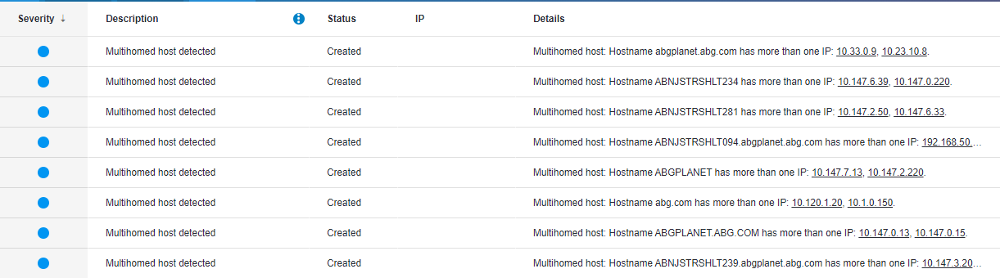 Severity ↓ Description Status IP Details
Multihomed host detected Created Multihomed host: Hostname abgplanet.abg.com has more than one IP: 10.33.0.9, 10.23.10.8.
Multihomed host detected Created Multihomed host: Hostname ABNJSTRSHLT234 has more than one IP: 10.147.6.39, 10.147.0.220.
Multihomed host detected Created Multihomed host: Hostname ABNJSTRSHLT281 has more than one IP: 10.147.2.50, 10.147.6.33.
Multihomed host detected Created Multihomed host: Hostname ABNJSTRSHLT094.abgplanet.abg.com has more than one IP: 192.168.50.…
Multihomed host detected Created Multihomed host: Hostname ABGPLANET has more than one IP: 10.147.7.13, 10.147.2.220.
Multihomed host detected Created Multihomed host: Hostname abg.com has more than one IP: 10.120.1.20, 10.1.0.150.
Multihomed host detected Created Multihomed host: Hostname ABGPLANET.ABG.COM has more than one IP: 10.147.0.13, 10.147.0.15.
Multihomed host detected Created Multihomed host: Hostname ABNJSTRSHLT239.abgplanet.abg.com has more than one IP: 10.147.3.20…